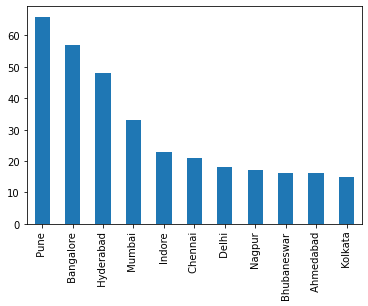 60
50
40
30
20
10
0
Pune
Bangalore
Hyderabad
Mumbai
Indore
Chennai
Delhi
Nagpur
Bhubaneswar
Ahmedabad
Kolkata